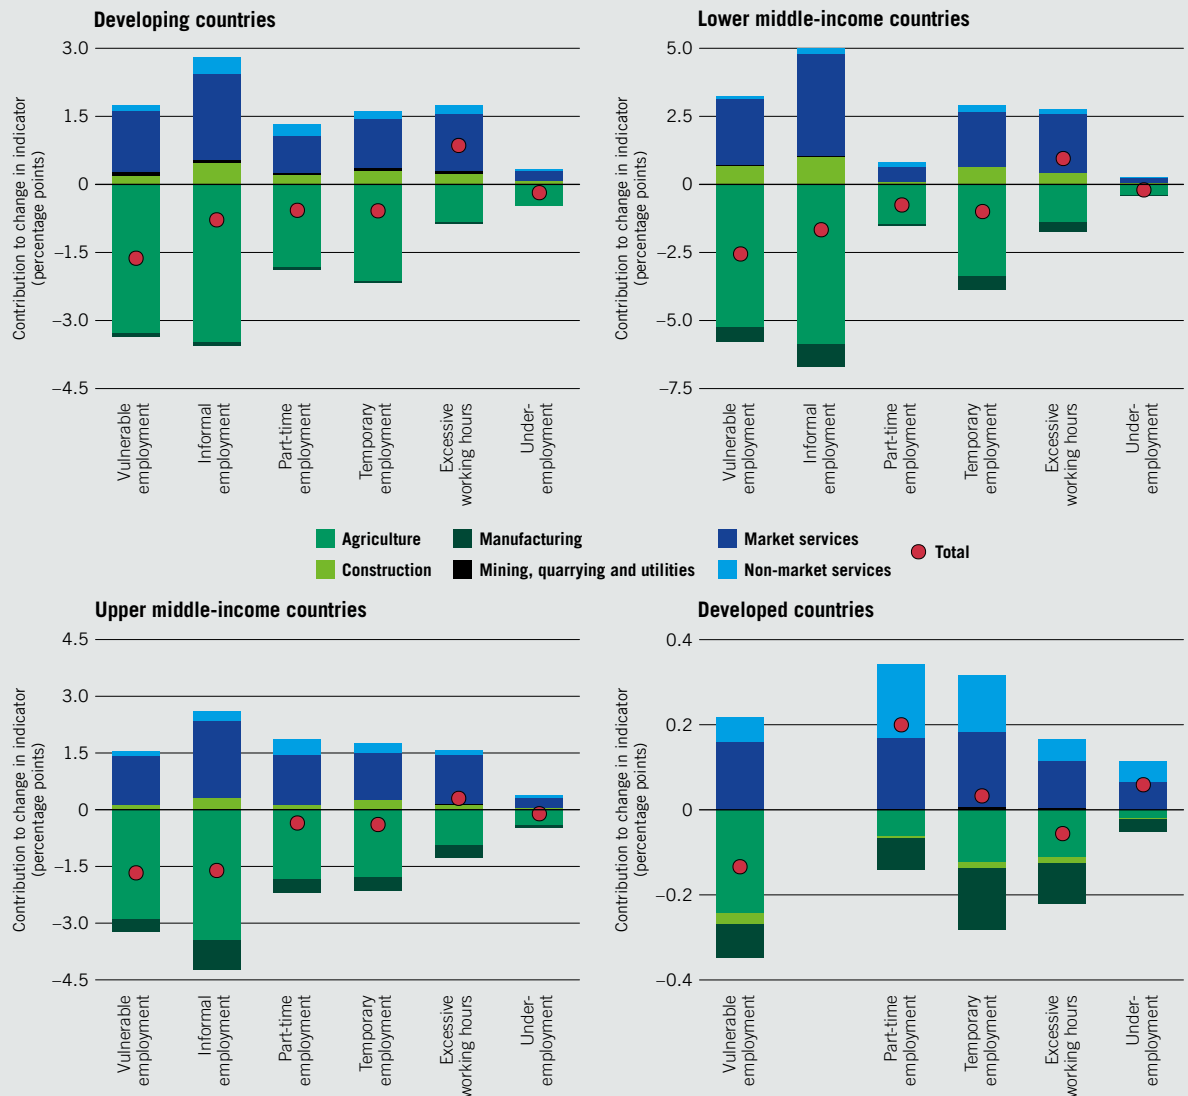 Developing countries
Contribution to change in indicator
(percentage points)
3.0
1.5
0
–1.5
–3.0
–4.5
Vulnerable
employment
Informal
employment
Part-time
employment
Temporary
employment
Excessive
working hours
Under-
employment
Lower middle-income countries
Contribution to change in indicator
(percentage points)
5.0
2.5
0
–2.5
–5.0
–7.5
Vulnerable
employment
Informal
employment
Part-time
employment
Temporary
employment
Excessive
working hours
Under-
employment
Agriculture
Manufacturing
Market services
Total
Construction
Mining, quarrying and utilities
Non-market services
Upper middle-income countries
Contribution to change in indicator
(percentage points)
4.5
3.0
1.5
0
–1.5
–3.0
–4.5
Vulnerable
employment
Informal
employment
Part-time
employment
Temporary
employment
Excessive
working hours
Under-
employment
Developed countries
Contribution to change in indicator
(percentage points)
0.4
0.2
0
–0.2
–0.4
Vulnerable
employment
Part-time
employment
Temporary
employment
Excessive
working hours
Under-
employment